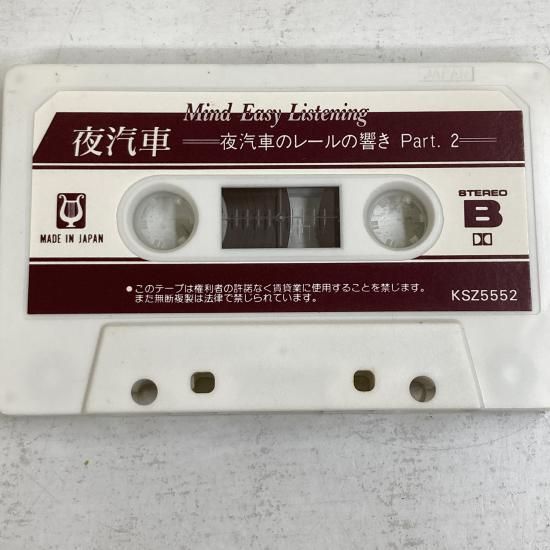 Mind Easy Listening
夜汽車 夜汽車のレールの響き Part. 2
STEREO
B
MADE IN JAPAN
●このテープは権利者の許諾なく賃貸業に使用することを禁じます。
また無断複製は法律で禁じられています。
KSZ5552